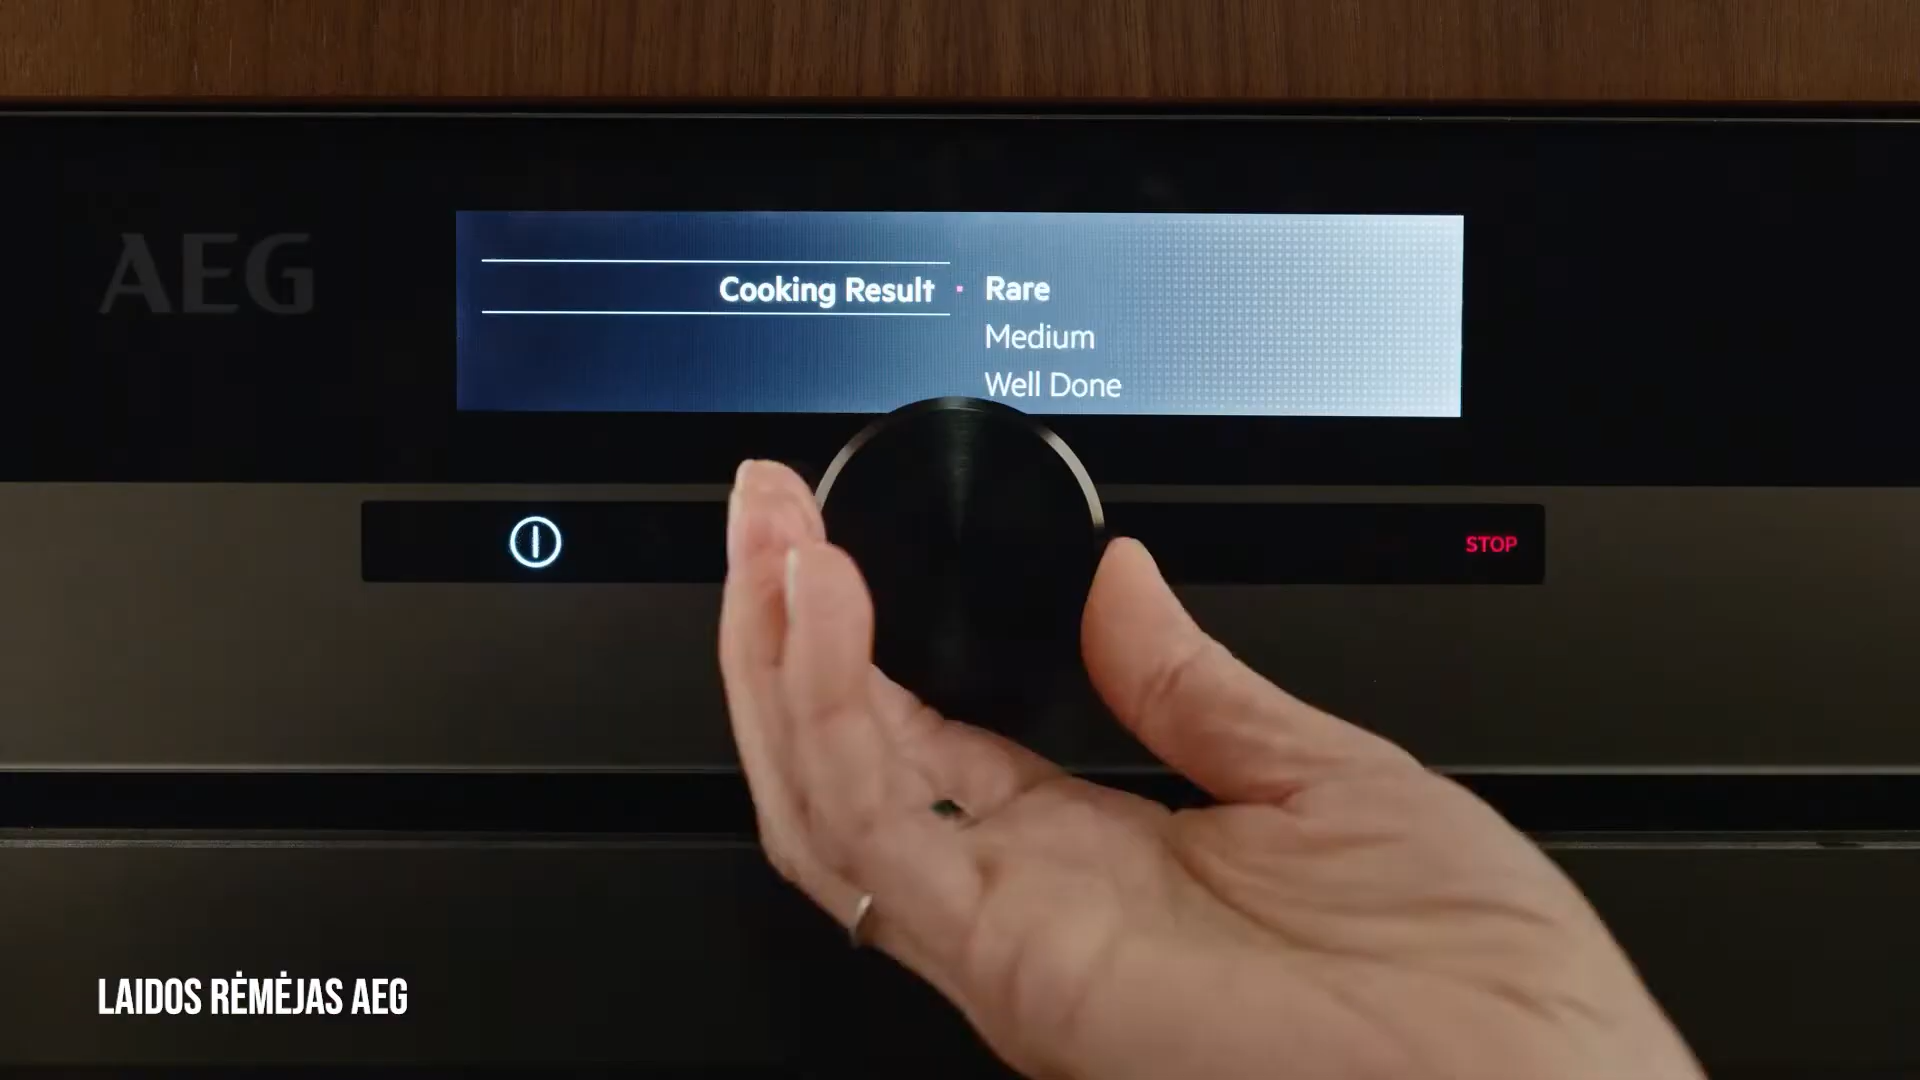 AEG
Cooking Result
Rare
Medium
Well Done
STOP
LAIDOS RĖMĖJAS AEG